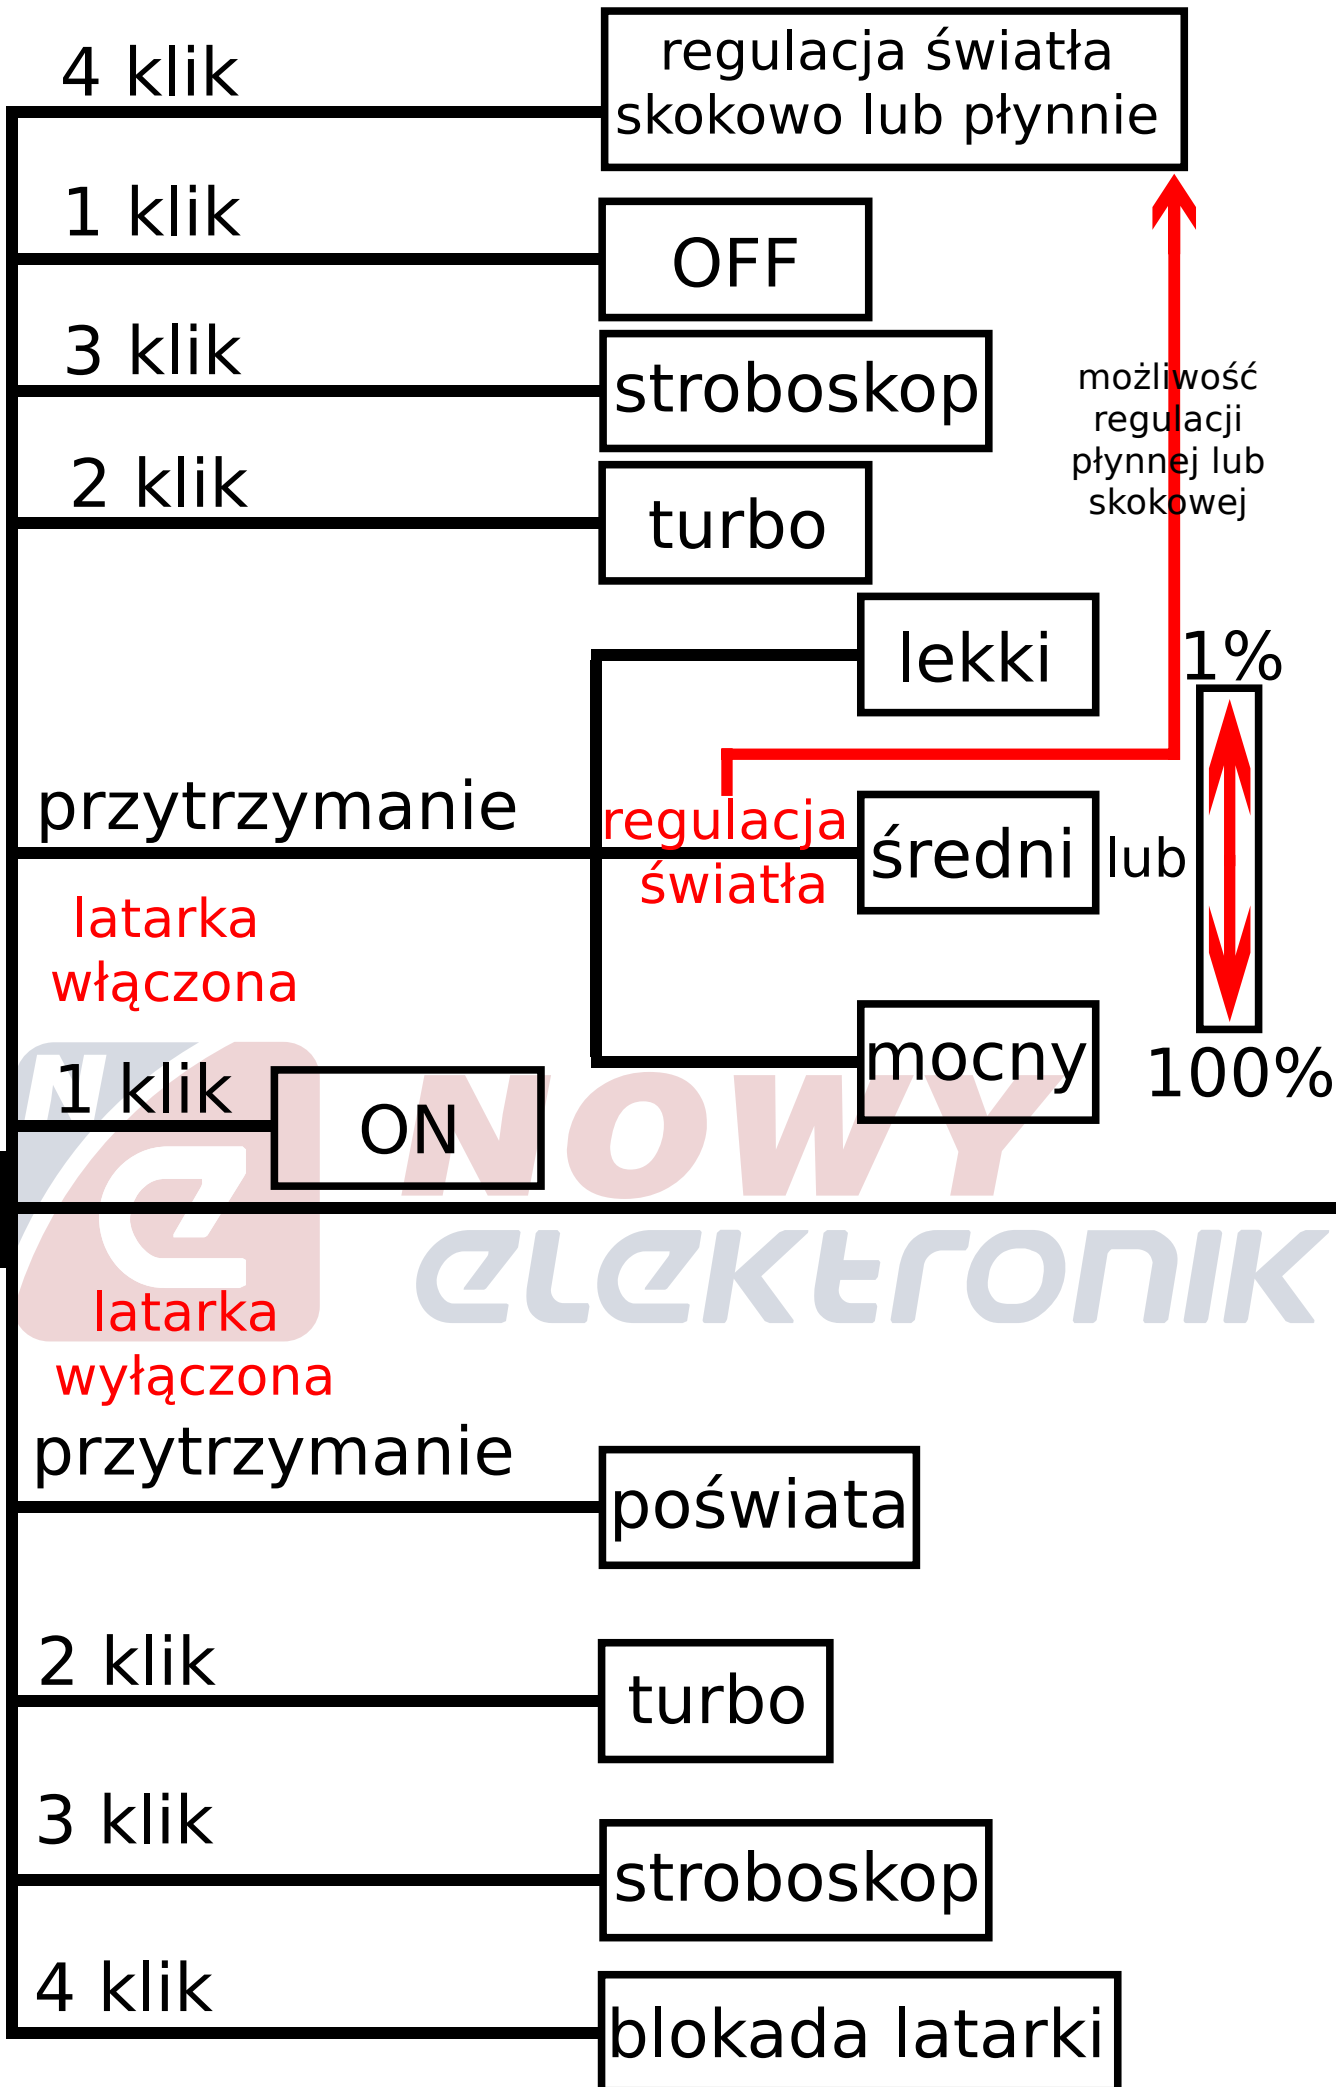 4 klik
regulacja światła
skokowo lub płynnie
1 klik
OFF
3 klik
stroboskop
możliwość
regulacji
płynnej lub
skokowej
2 klik
turbo
lekki
1%
przytrzymanie
regulacja
światła
średni
lub
latarka
włączona
mocny
100%
1 klik
ON
NOWY
elektronik
latarka
wyłączona
przytrzymanie
poświata
2 klik
turbo
3 klik
stroboskop
4 klik
blokada latarki